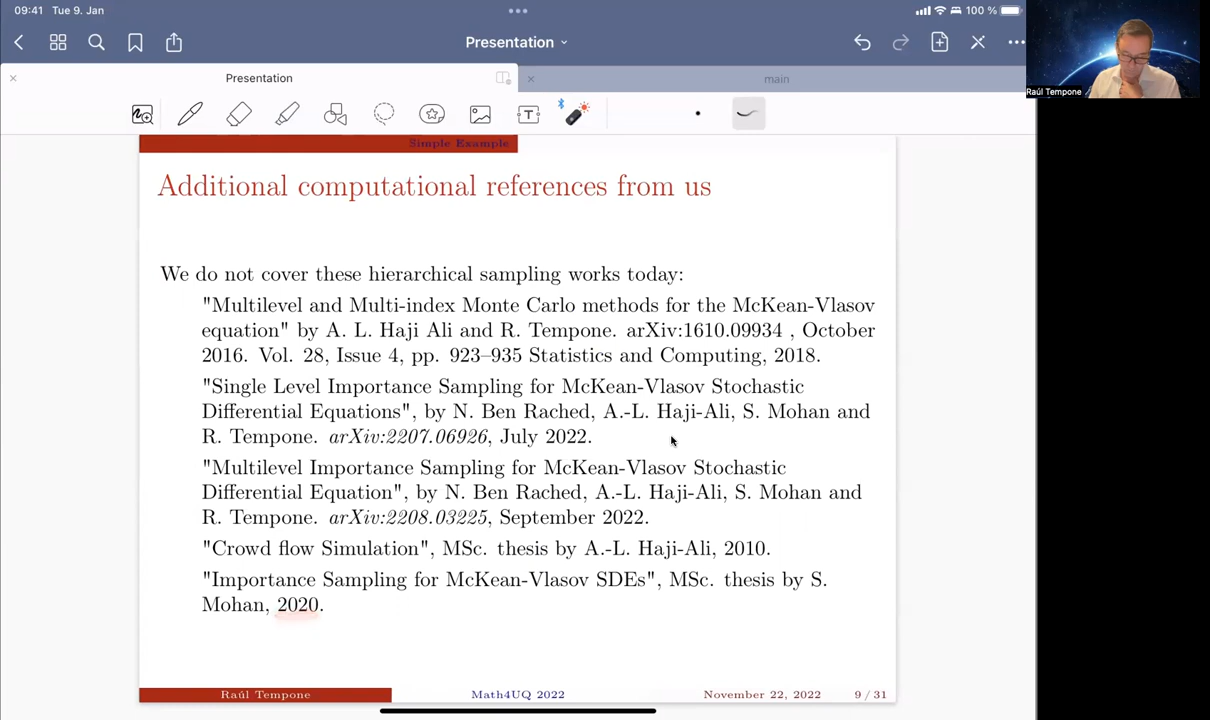 09:41 Tue 9. Jan
100 %
Presentation
Presentation
main
Raúl Tempone
Simple Example
Additional computational references from us
We do not cover these hierarchical sampling works today:
"Multilevel and Multi-index Monte Carlo methods for the McKean-Vlasov
equation" by A. L. Haji Ali and R. Tempone. arXiv:1610.09934 , October
2016. Vol. 28, Issue 4, pp. 923–935 Statistics and Computing, 2018.
"Single Level Importance Sampling for McKean-Vlasov Stochastic
Differential Equations", by N. Ben Rached, A.-L. Haji-Ali, S. Mohan and
R. Tempone. arXiv:2207.06926, July 2022.
"Multilevel Importance Sampling for McKean-Vlasov Stochastic
Differential Equation", by N. Ben Rached, A.-L. Haji-Ali, S. Mohan and
R. Tempone. arXiv:2208.03225, September 2022.
"Crowd flow Simulation", MSc. thesis by A.-L. Haji-Ali, 2010.
"Importance Sampling for McKean-Vlasov SDEs", MSc. thesis by S.
Mohan, 2020.
Raúl Tempone Math4UQ 2022 November 22, 2022 9 / 31